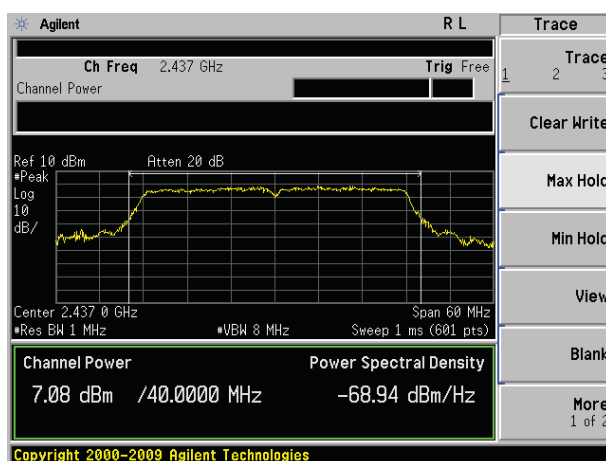 Agilent R L Trace
Ch Freq 2.437 GHz Trig Free
Channel Power
Trace
1 2 3
Clear Write
Max Hold
Min Hold
View
Blank
More
1 of 2
Ref 10 dBm Atten 20 dB
#Peak
Log
10
dB/
Center 2.437 0 GHz Span 60 MHz
#Res BW 1 MHz #VBW 8 MHz Sweep 1 ms (601 pts)
Channel Power Power Spectral Density
7.08 dBm /40.0000 MHz -68.94 dBm/Hz
Copyright 2000-2009 Agilent Technologies